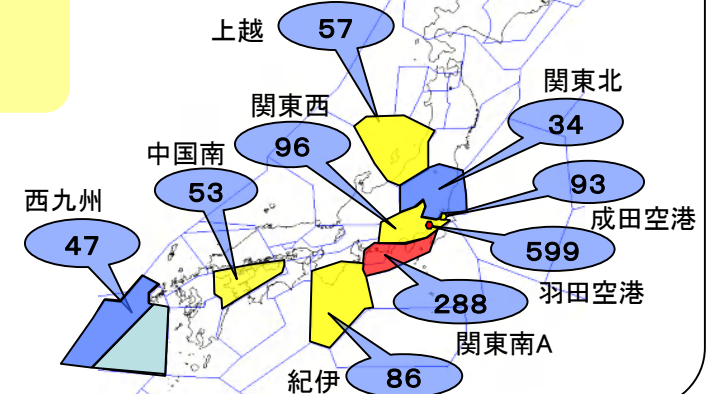 上越
57
関東北
34
関東西
96
中国南
53
93
成田空港
西九州
47
599
羽田空港
288
関東南A
紀伊
86